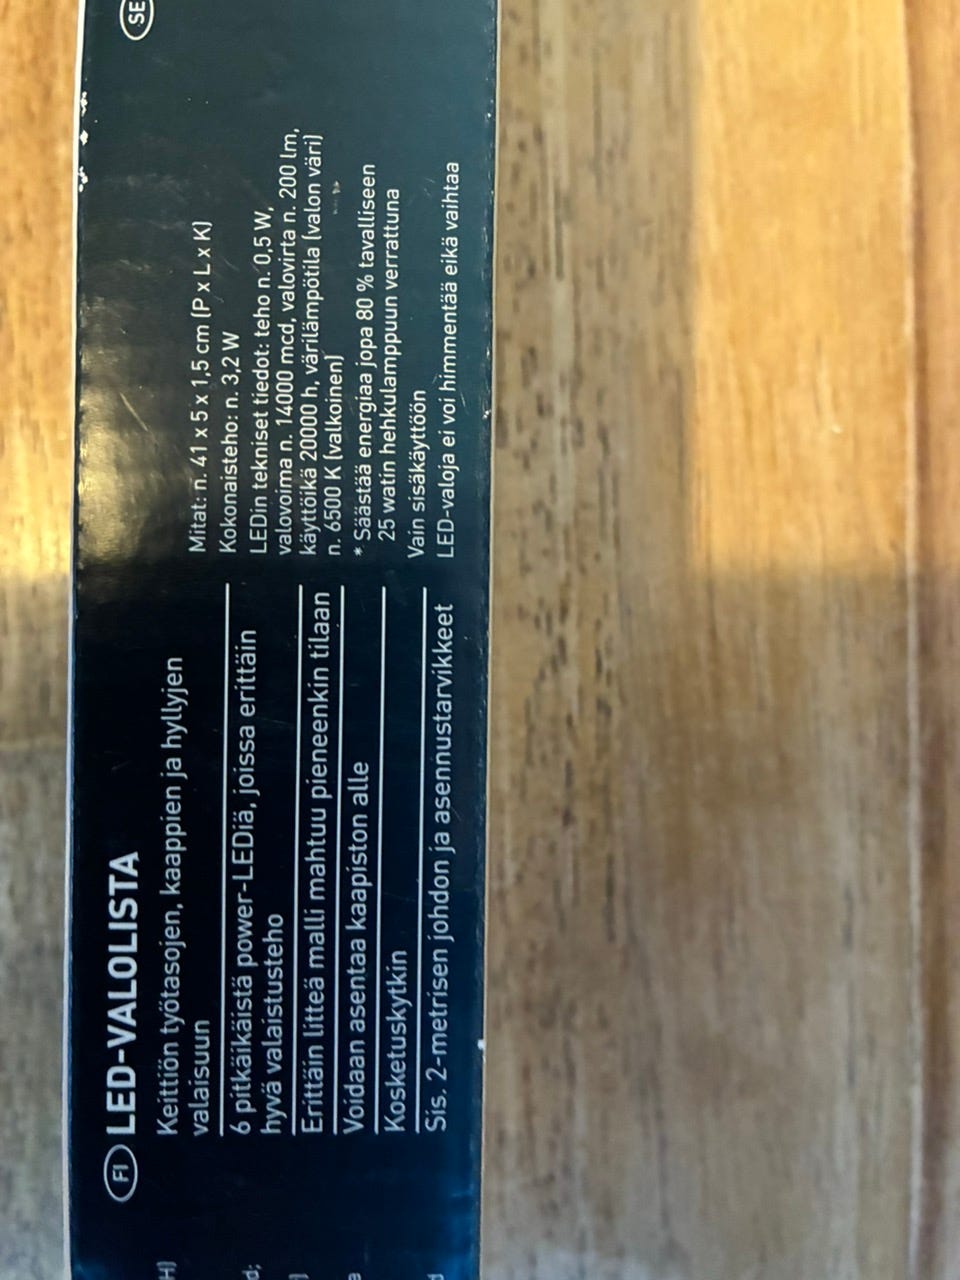 FI LED-VALOLISTA
Keittiön työtasojen, kaappien ja hyllyjen
valaisuun
6 pitkäikäistä power-LEDiä, joissa erittäin
hyvä valaistusteho
Erittäin litteä malli mahtuu pieneenkin tilaan
Voidaan asentaa kaapiston alle
Kosketuskytkin
Sis. 2-metrisen johdon ja asennustarvikkeet
Mitat: n. 41 x 5 x 1,5 cm (P x L x K)
Kokonaisteho: n. 3,2 W
LEDin tekniset tiedot: teho n. 0,5 W,
valovoima n. 14000 mcd, valovirta n. 200 lm,
käyttöikä 20000 h, värilämpötila (valon väri)
n. 6500 K (valkoinen)
* Säästää energiaa jopa 80 % tavalliseen
25 watin hehkulamppuun verrattuna
Vain sisäkäyttöön
LED-valoja ei voi himmentää eikä vaihtaa
SE
H)
d;
)
e
d